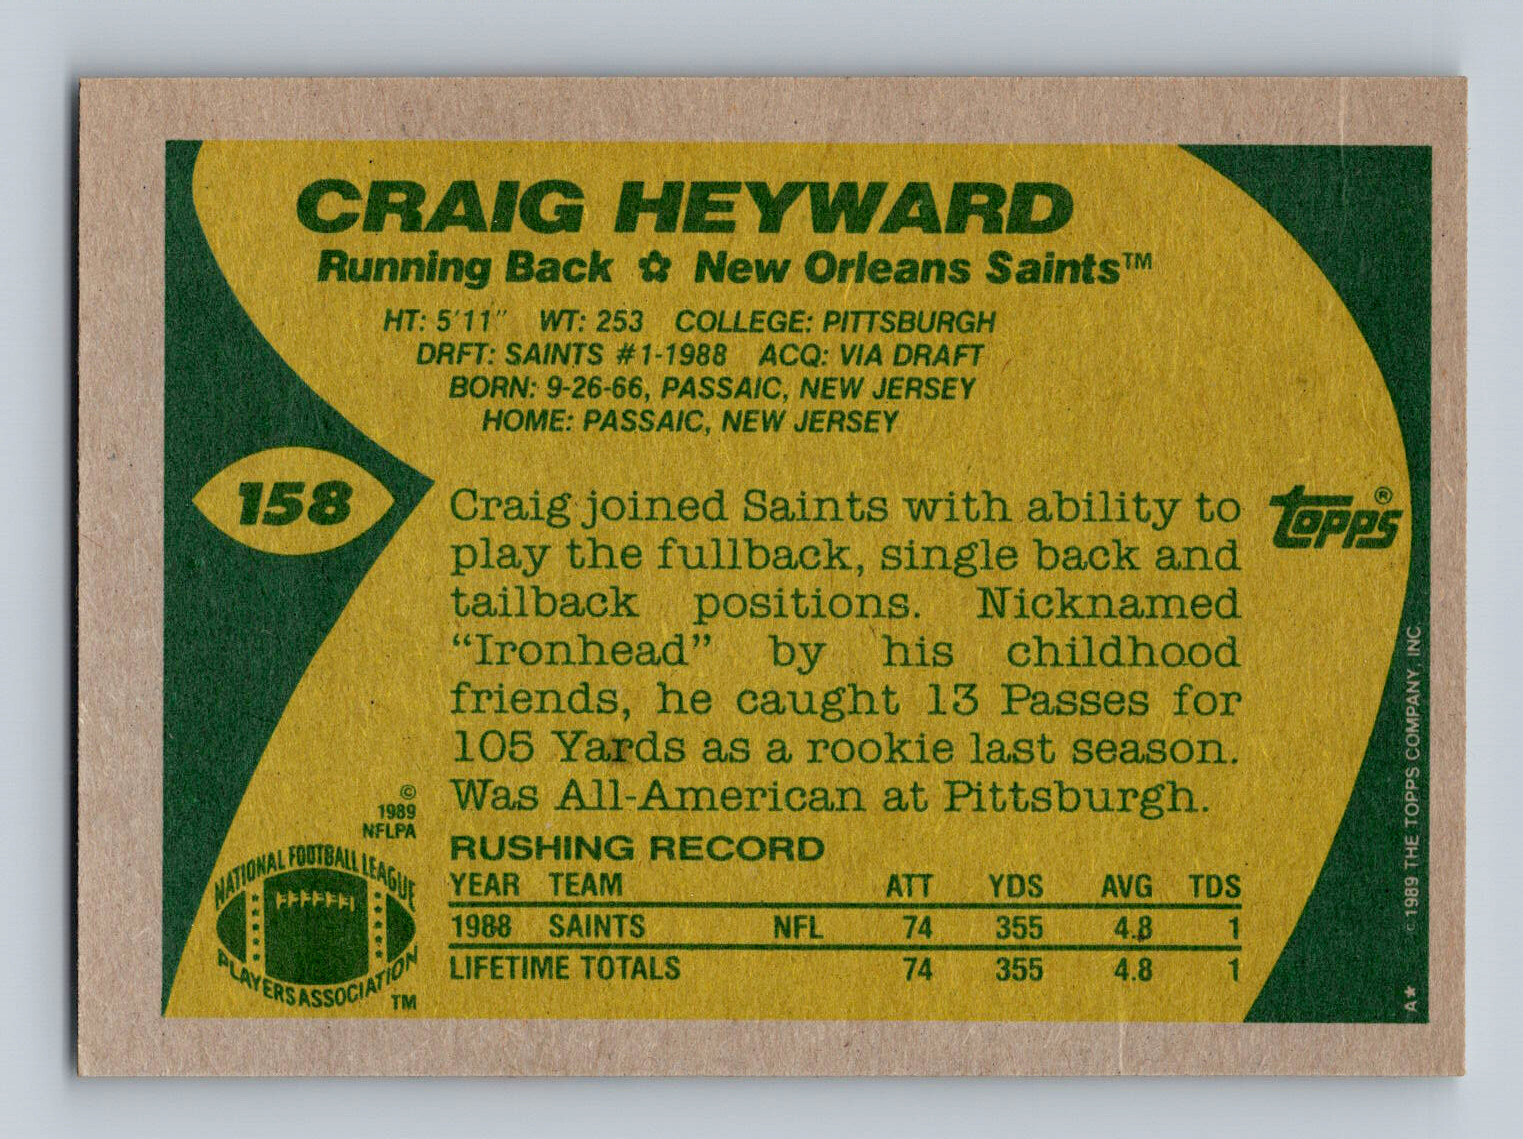 CRAIG HEYWARD
Running Back ✿ New Orleans Saints™
HT: 5'11" WT: 253 COLLEGE: PITTSBURGH
DRFT: SAINTS #1-1988 ACQ: VIA DRAFT
BORN: 9-26-66, PASSAIC, NEW JERSEY
HOME: PASSAIC, NEW JERSEY
158
Craig joined Saints with ability to
play the fullback, single back and
tailback positions. Nicknamed
“Ironhead” by his childhood
friends, he caught 13 Passes for
105 Yards as a rookie last season.
Was All-American at Pittsburgh.
topps®
©
1989
NFLPA
NATIONAL FOOTBALL LEAGUE
PLAYERS ASSOCIATION
™
RUSHING RECORD
YEAR TEAM ATT YDS AVG TDS
1988 SAINTS NFL 74 355 4.8 1
LIFETIME TOTALS 74 355 4.8 1
A★ © 1989 THE TOPPS COMPANY, INC.